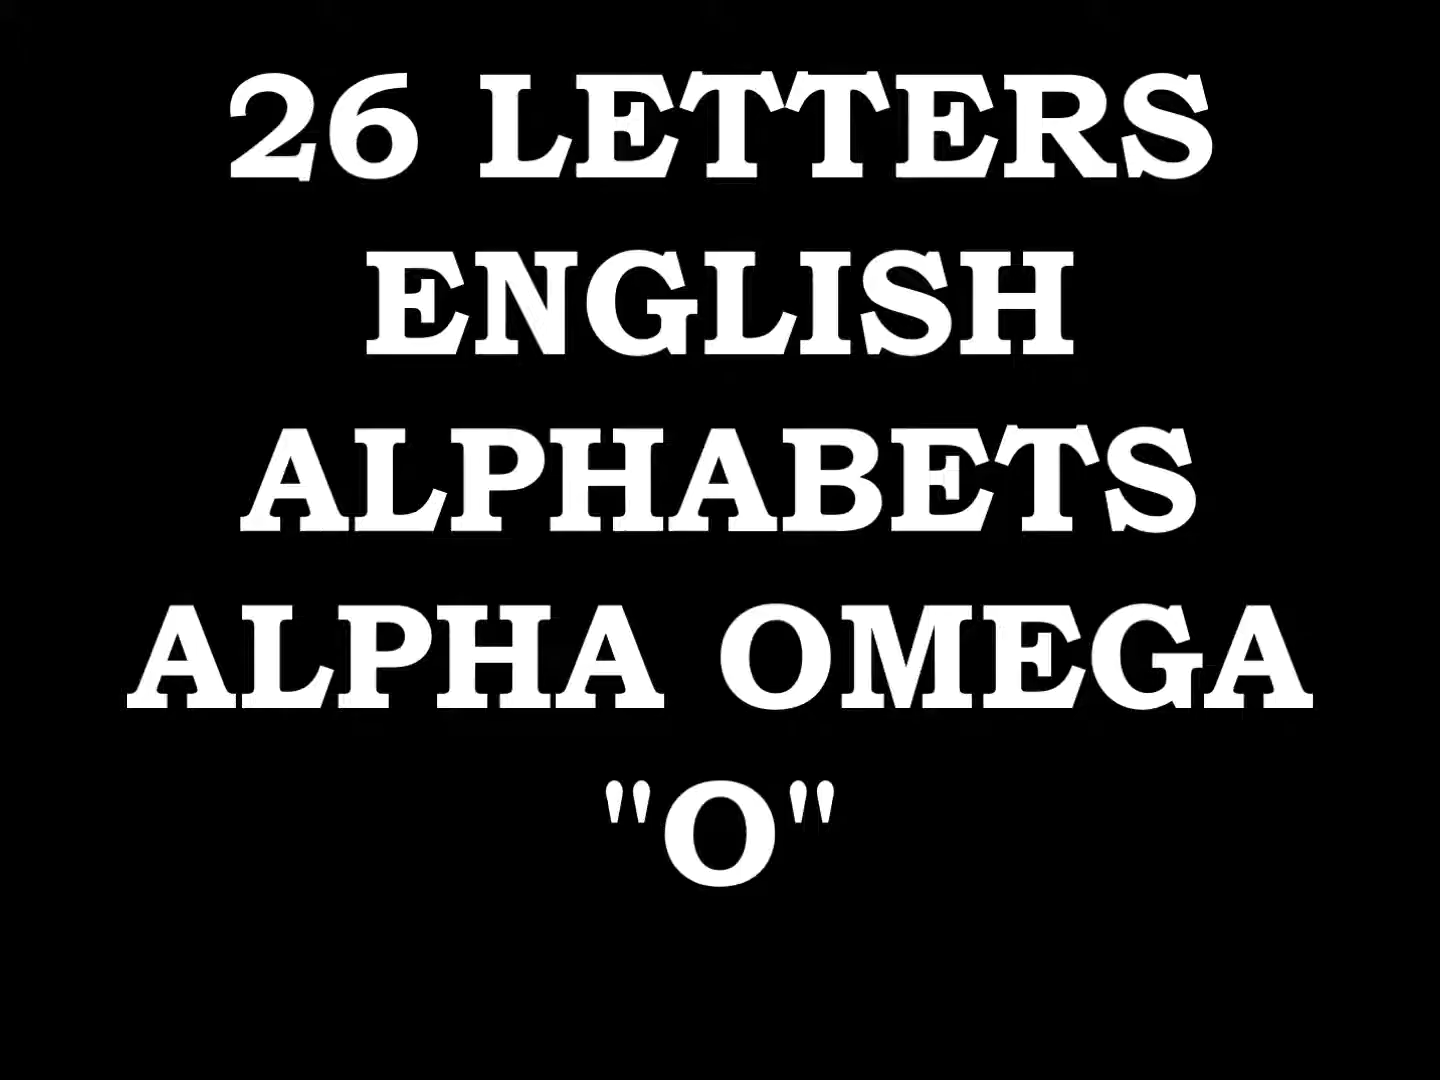 26 LETTERS
ENGLISH
ALPHABETS
ALPHA OMEGA
"O"